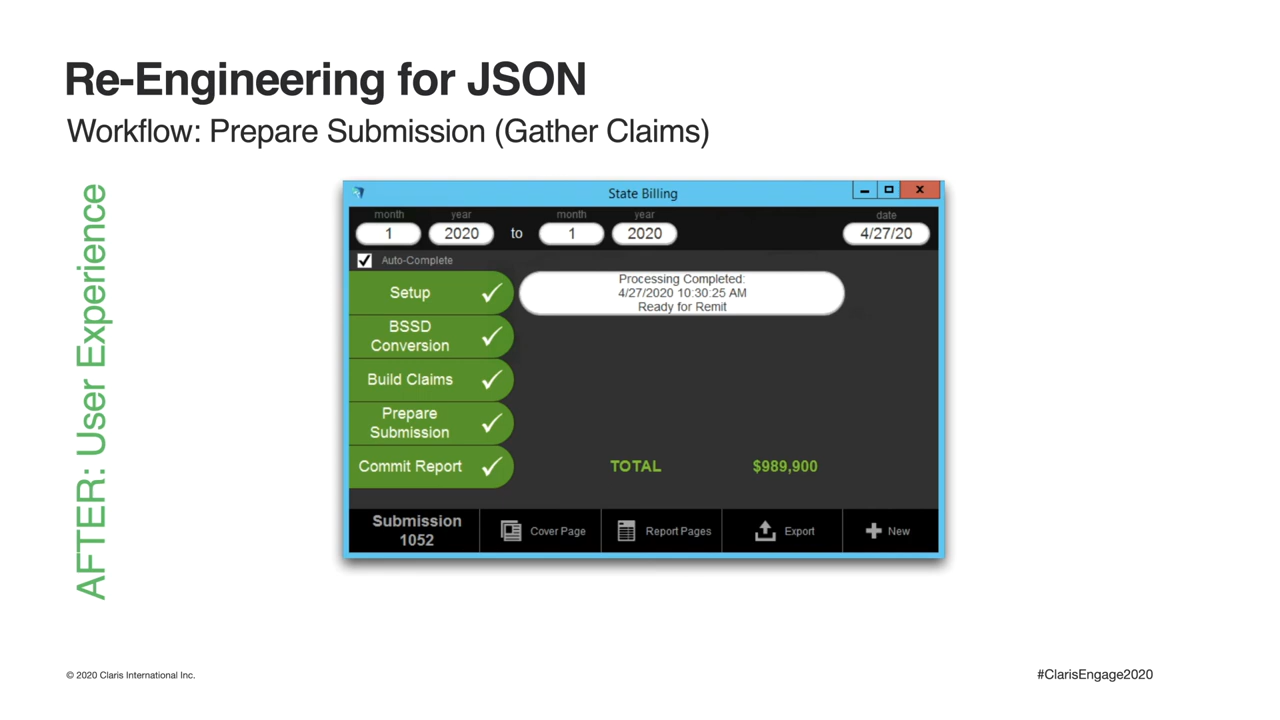 Re-Engineering for JSON
Workflow: Prepare Submission (Gather Claims)
AFTER: User Experience
State Billing
month year month year date
1 2020 to 1 2020 4/27/20
Auto-Complete
Setup
Processing Completed:
4/27/2020 10:30:25 AM
Ready for Remit
BSSD
Conversion
Build Claims
Prepare
Submission
Commit Report
TOTAL $989,900
Submission
1052
Cover Page
Report Pages
Export
New
© 2020 Claris International Inc.
#ClarisEngage2020